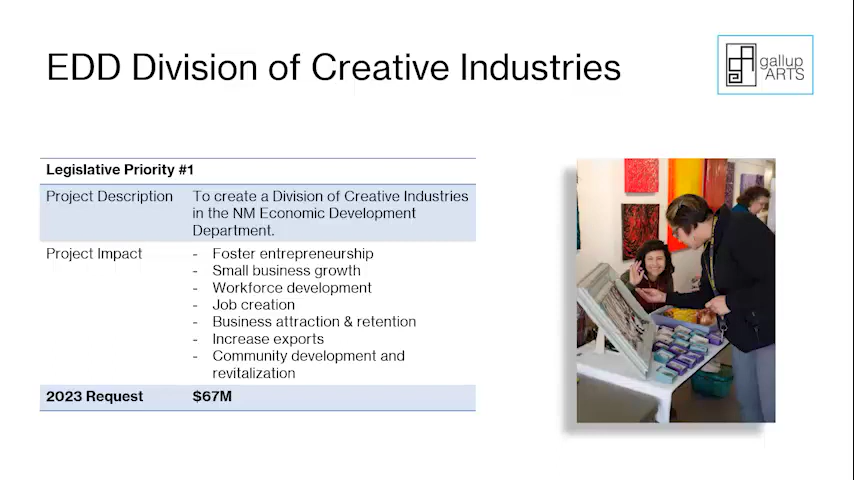 EDD Division of Creative Industries
gallup
ARTS
Legislative Priority #1
Project Description
To create a Division of Creative Industries
in the NM Economic Development
Department.
Project Impact
- Foster entrepreneurship
- Small business growth
- Workforce development
- Job creation
- Business attraction & retention
- Increase exports
- Community development and
revitalization
2023 Request
$67M